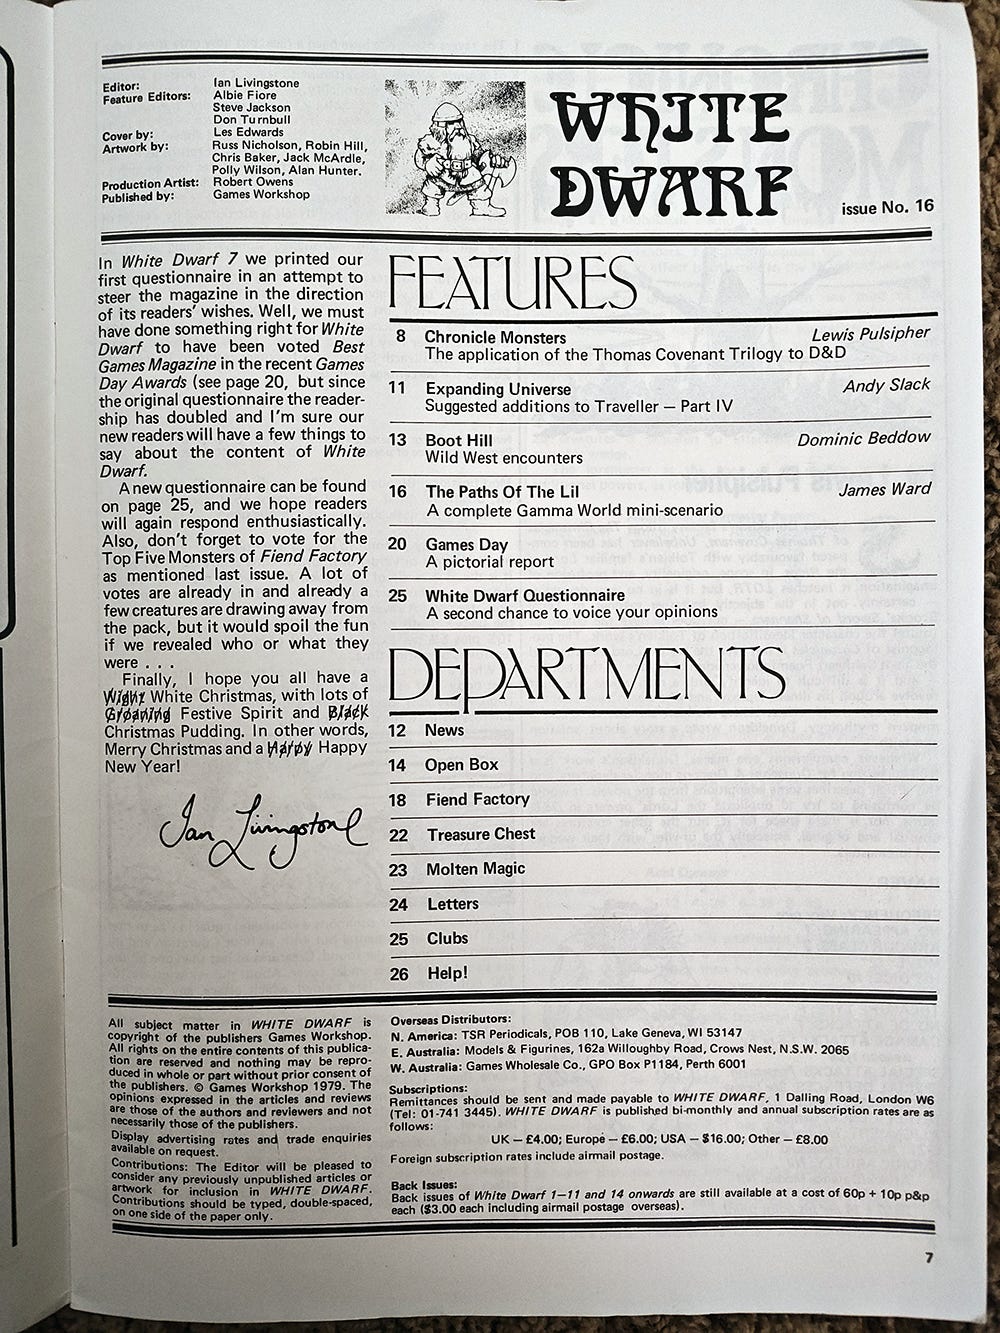 Editor: Ian Livingstone
Feature Editors: Albie Fiore
Steve Jackson
Don Turnbull
Cover by: Les Edwards
Artwork by: Russ Nicholson, Robin Hill,
Chris Baker, Jack McArdle,
Polly Wilson, Alan Hunter.
Production Artist: Robert Owens
Published by: Games Workshop
WHITE
DWARF
issue No. 16
In White Dwarf 7 we printed our
first questionnaire in an attempt to
steer the magazine in the direction
of its readers' wishes. Well, we must
have done something right for White
Dwarf to have been voted Best
Games Magazine in the recent Games
Day Awards (see page 20, but since
the original questionnaire the reader-
ship has doubled and I'm sure our
new readers will have a few things to
say about the content of White
Dwarf.
A new questionnaire can be found
on page 25, and we hope readers
will again respond enthusiastically.
Also, don't forget to vote for the
Top Five Monsters of Fiend Factory
as mentioned last issue. A lot of
votes are already in and already a
few creatures are drawing away from
the pack, but it would spoil the fun
if we revealed who or what they
were . . .
Finally, I hope you all have a
Wight White Christmas, with lots of
Groaning Festive Spirit and Black
Christmas Pudding. In other words,
Merry Christmas and a Harpy Happy
New Year!
Ian Livingstone
FEATURES
8 Chronicle Monsters Lewis Pulsipher
The application of the Thomas Covenant Trilogy to D&D
11 Expanding Universe Andy Slack
Suggested additions to Traveller — Part IV
13 Boot Hill Dominic Beddow
Wild West encounters
16 The Paths Of The Lil James Ward
A complete Gamma World mini-scenario
20 Games Day
A pictorial report
25 White Dwarf Questionnaire
A second chance to voice your opinions
DEPARTMENTS
12 News
14 Open Box
18 Fiend Factory
22 Treasure Chest
23 Molten Magic
24 Letters
25 Clubs
26 Help!
All subject matter in WHITE DWARF is
copyright of the publishers Games Workshop.
All rights on the entire contents of this publica-
tion are reserved and nothing may be repro-
duced in whole or part without prior consent of
the publishers. © Games Workshop 1979. The
opinions expressed in the articles and reviews
are those of the authors and reviewers and not
necessarily those of the publishers.
Display advertising rates and trade enquiries
available on request.
Contributions: The Editor will be pleased to
consider any previously unpublished articles or
artwork for inclusion in WHITE DWARF.
Contributions should be typed, double-spaced,
on one side of the paper only.
Overseas Distributors:
N. America: TSR Periodicals, POB 110, Lake Geneva, WI 53147
E. Australia: Models & Figurines, 162a Willoughby Road, Crows Nest, N.S.W. 2065
W. Australia: Games Wholesale Co., GPO Box P1184, Perth 6001
Subscriptions:
Remittances should be sent and made payable to WHITE DWARF, 1 Dalling Road, London W6
(Tel: 01-741 3445). WHITE DWARF is published bi-monthly and annual subscription rates are as
follows:
UK — £4.00; Europe — £6.00; USA — $16.00; Other — £8.00
Foreign subscription rates include airmail postage.
Back Issues:
Back issues of White Dwarf 1—11 and 14 onwards are still available at a cost of 60p + 10p p&p
each ($3.00 each including airmail postage overseas).
7